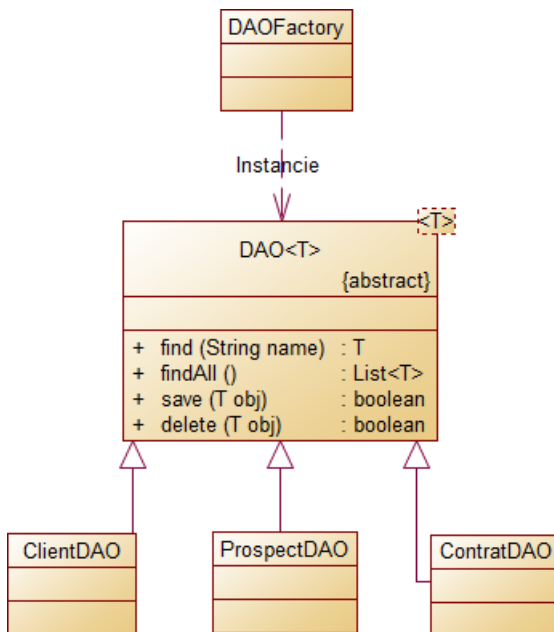 DAOFactory
Instancie
<T>
DAO<T>
{abstract}
+ find (String name) : T
+ findAll () : List<T>
+ save (T obj) : boolean
+ delete (T obj) : boolean
ClientDAO
ProspectDAO
ContratDAO